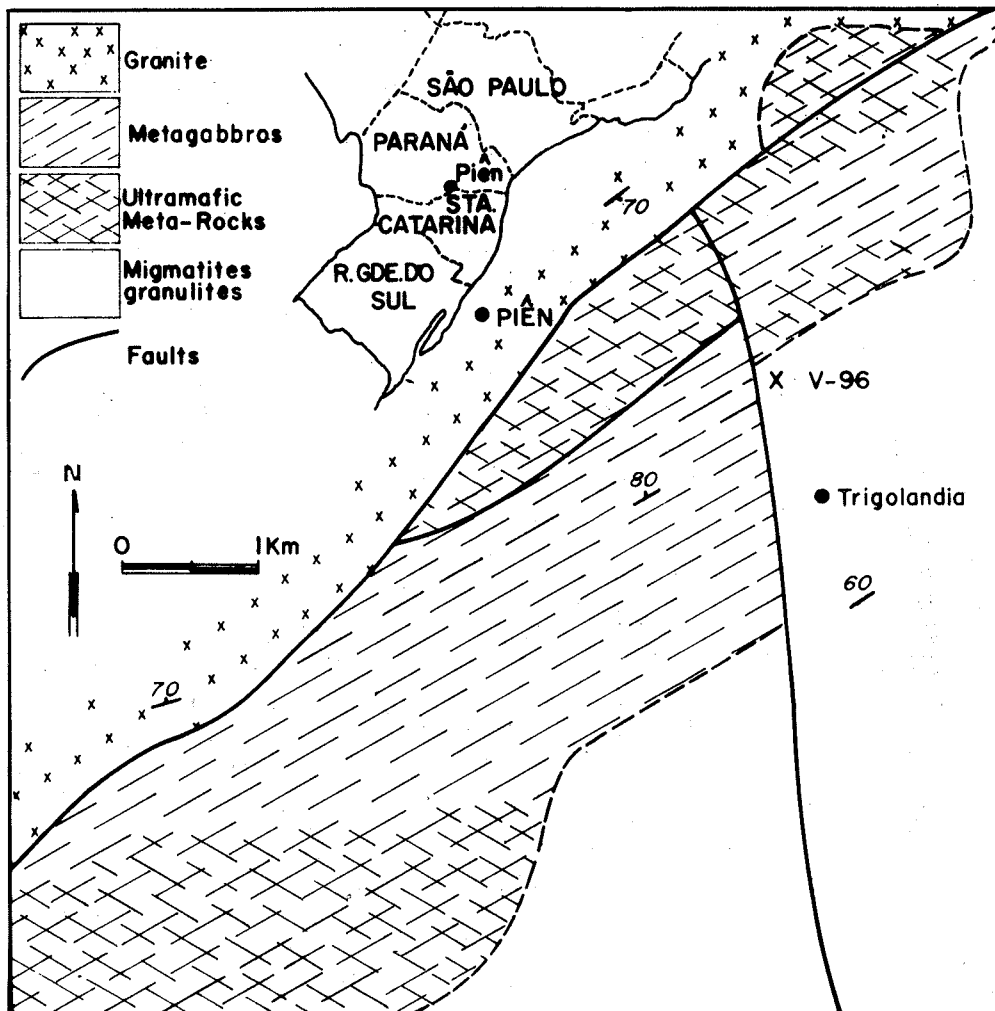 Granite
Metagabbros
Ultramafic
Meta-Rocks
Migmatites
granulites
Faults
SÃO PAULO
PARANÁ
Piên
STA.
CATARINA
R.GDE.DO
SUL
PIÊN
70
X V-96
N
80
Trigolandia
0 1Km
60
70